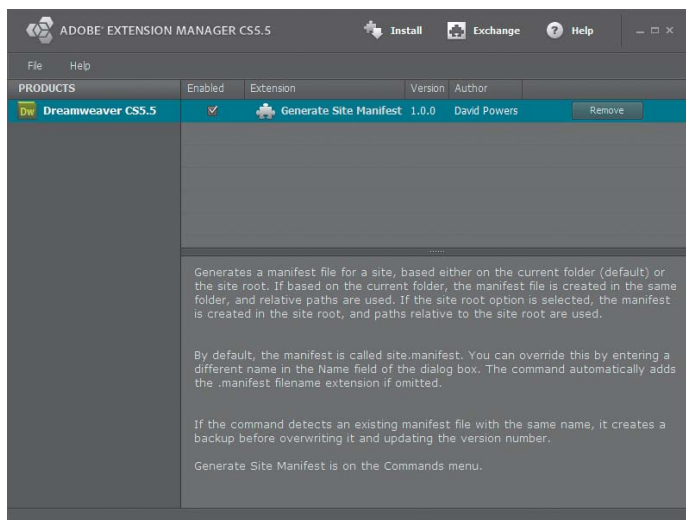 ADOBE® EXTENSION MANAGER CS5.5 Install Exchange ? Help
File Help
PRODUCTS Enabled Extension Version Author
Dw Dreamweaver CS5.5 Generate Site Manifest 1.0.0 David Powers Remove
Generates a manifest file for a site, based either on the current folder (default) or
the site root. If based on the current folder, the manifest file is created in the same
folder, and relative paths are used. If the site root option is selected, the manifest
is created in the site root, and paths relative to the site root are used.
By default, the manifest is called site.manifest. You can override this by entering a
different name in the Name field of the dialog box. The command automatically adds
the .manifest filename extension if omitted.
If the command detects an existing manifest file with the same name, it creates a
backup before overwriting it and updating the version number.
Generate Site Manifest is on the Commands menu.